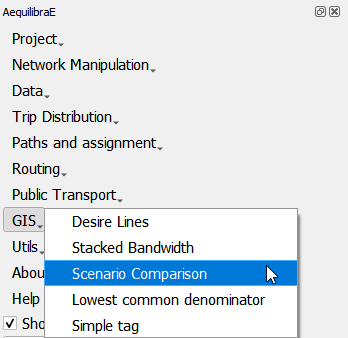 AequilibraE
Project
Network Manipulation
Data
Trip Distribution
Paths and assignment
Routing
Public Transport
GIS
Desire Lines
Utils
Stacked Bandwidth
Abou
Scenario Comparison
Help
Lowest common denominator
Sho
Simple tag